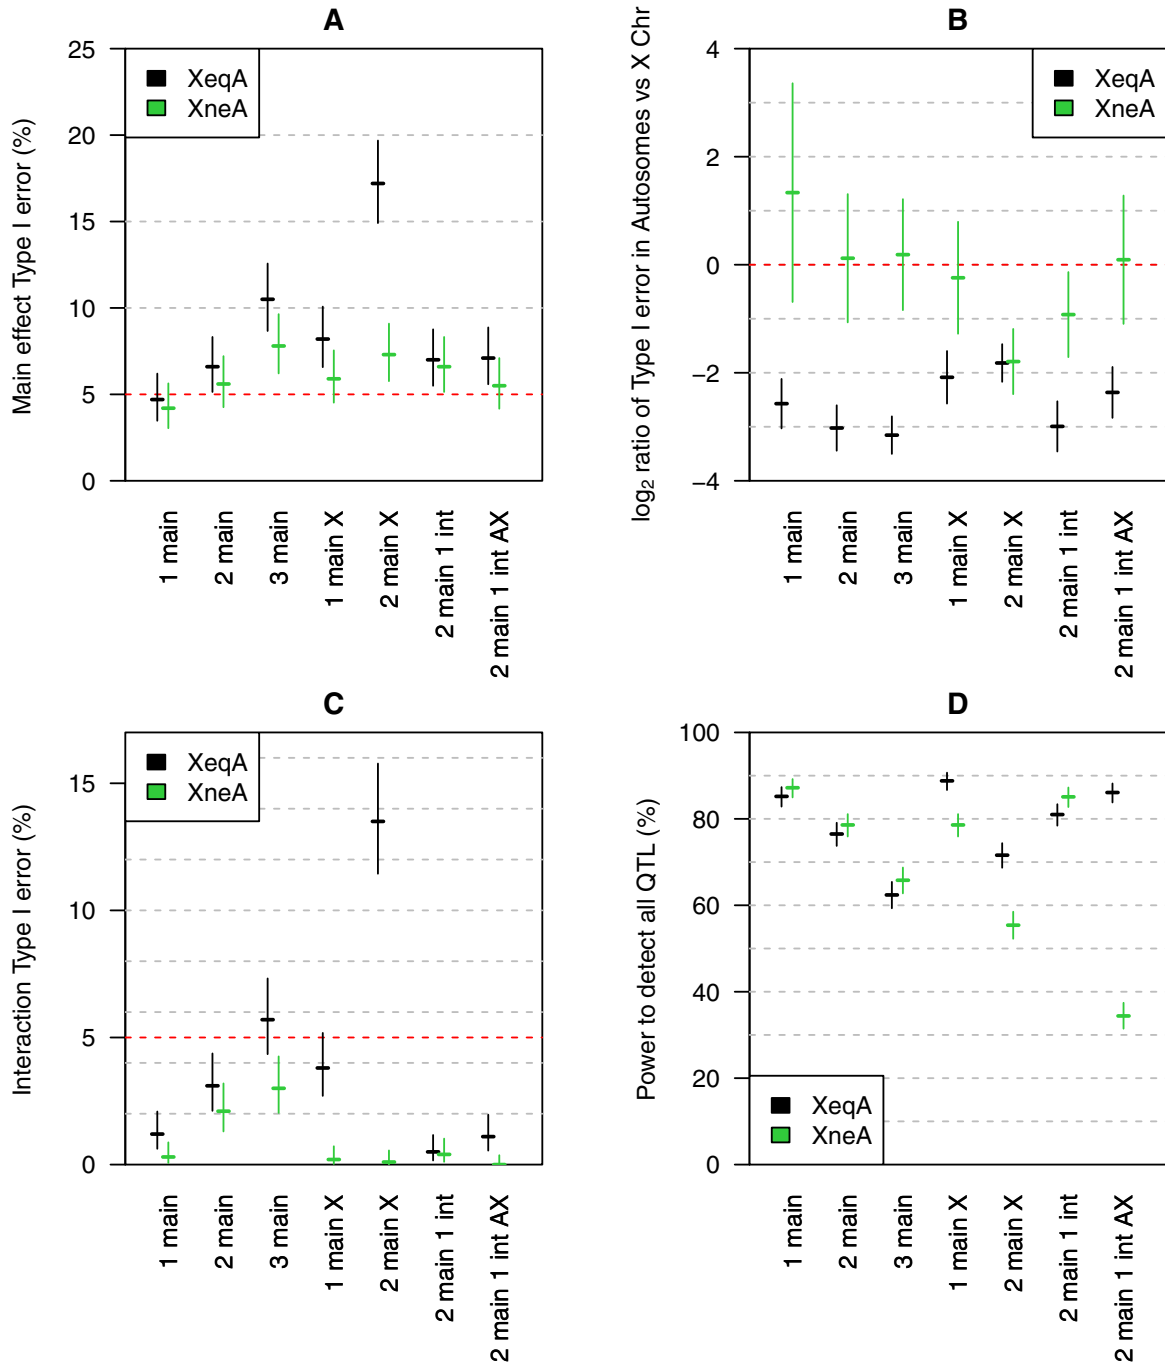 A
Main effect Type I error (%)
25
20
15
10
5
0
XeqA
XneA
1 main
2 main
3 main
1 main X
2 main X
2 main 1 int
2 main 1 int AX
B
log₂ ratio of Type I error in Autosomes vs X Chr
4
2
0
−2
−4
XeqA
XneA
1 main
2 main
3 main
1 main X
2 main X
2 main 1 int
2 main 1 int AX
C
Interaction Type I error (%)
15
10
5
0
XeqA
XneA
1 main
2 main
3 main
1 main X
2 main X
2 main 1 int
2 main 1 int AX
D
Power to detect all QTL (%)
100
80
60
40
20
0
XeqA
XneA
1 main
2 main
3 main
1 main X
2 main X
2 main 1 int
2 main 1 int AX